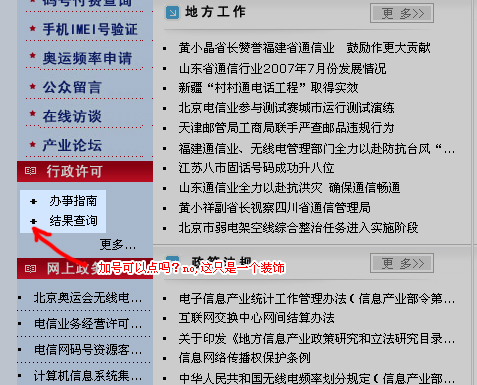 码号付费查询
手机IMEI号验证
奥运频率申请
公众留言
在线访谈
产业论坛
行政许可
办事指南
结果查询
更多...
网上政务
北京奥运会无线电...
电信业务经营许可...
电信网码号资源客...
计算机信息系统集...
地方工作
更多>>
黄小晶省长赞誉福建省通信业 鼓励作更大贡献
山东省通信行业2007年7月份发展情况
新疆“村村通电话工程”取得实效
北京电信业参与测试赛城市运行测试演练
天津邮管局工商局联手严查邮品违规行为
福建通信业、无线电管理部门全力以赴防抗台风“...
江苏八市固话号码成功升八位
山东通信业全力以赴抗洪灾 确保通信畅通
黄小祥副省长视察四川省通信管理局
北京市弱电架空线综合整治任务进入实施阶段
加号可以点吗？no,这只是一个装饰
政策法规
更多>>
电子信息产业统计工作管理办法（信息产业部令第...
互联网交换中心网间结算办法
关于印发《地方信息产业政策研究和立法研究目录...
信息网络传播权保护条例
中华人民共和国无线电频率划分规定（信息产业部...